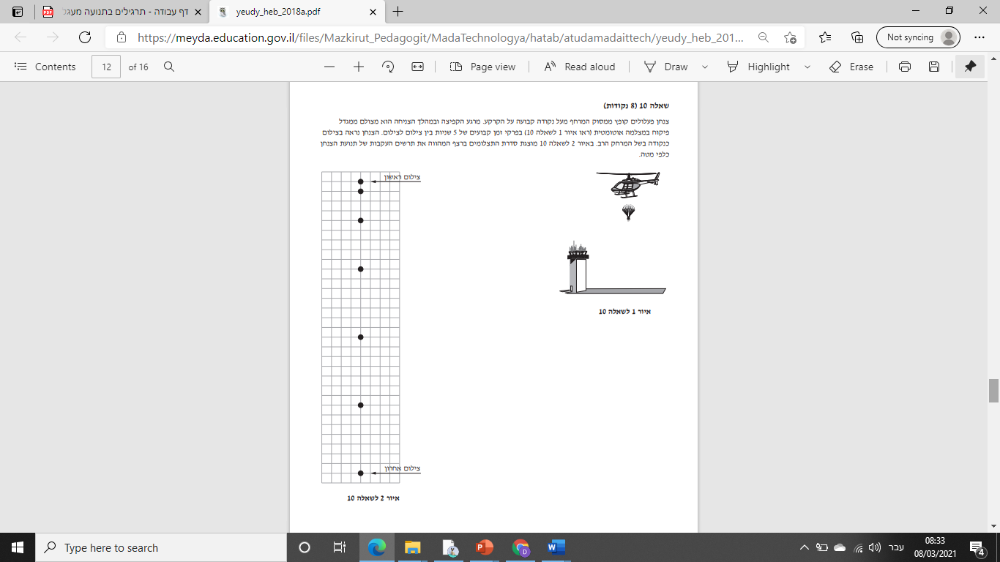 דף עבודה - תרגילים בתנועה מעגל
yeudy_heb_2018a.pdf
https://meyda.education.gov.il/files/Mazkirut_Pedagogit/MadaTechnologya/hatab/atudamadaittech/yeudy_heb_201...
Not syncing
Contents
12
of 16
Page view
Read aloud
Draw
Highlight
Erase
שאלה 10 (8 נקודות)
צנחן פעלולים קופץ ממסוק המרחף מעל נקודה קבועה על הקרקע. מרגע הקפיצה ובמהלך הצניחה הוא מצולם ממגדל
פיקוח במצלמה אוטומטית (ראו איור 1 לשאלה 10) בפרקי זמן קבועים של 5 שניות בין צילום לצילום. הצנחן נראה בצילום
כנקודה בשל המרחק הרב. באיור 2 לשאלה 10 מוצגת סדרת התצלומים ברצף המהווה את תרשים העקבות של תנועת הצנחן
כלפי מטה.
צילום ראשון
איור 1 לשאלה 10
צילום אחרון
איור 2 לשאלה 10
Type here to search
עבר
08:33
08/03/2021
4